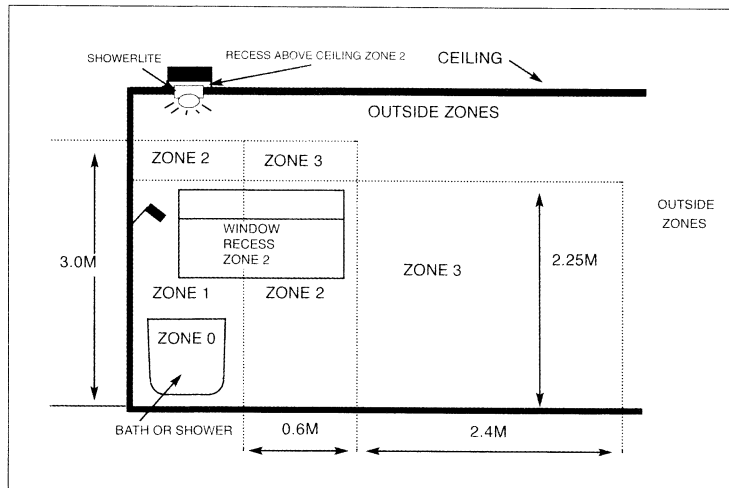 SHOWERLITE
RECESS ABOVE CEILING ZONE 2
CEILING
OUTSIDE ZONES
ZONE 2
ZONE 3
OUTSIDE
ZONES
WINDOW
RECESS
ZONE 2
3.0M
ZONE 3
2.25M
ZONE 1
ZONE 2
ZONE 0
BATH OR SHOWER
0.6M
2.4M